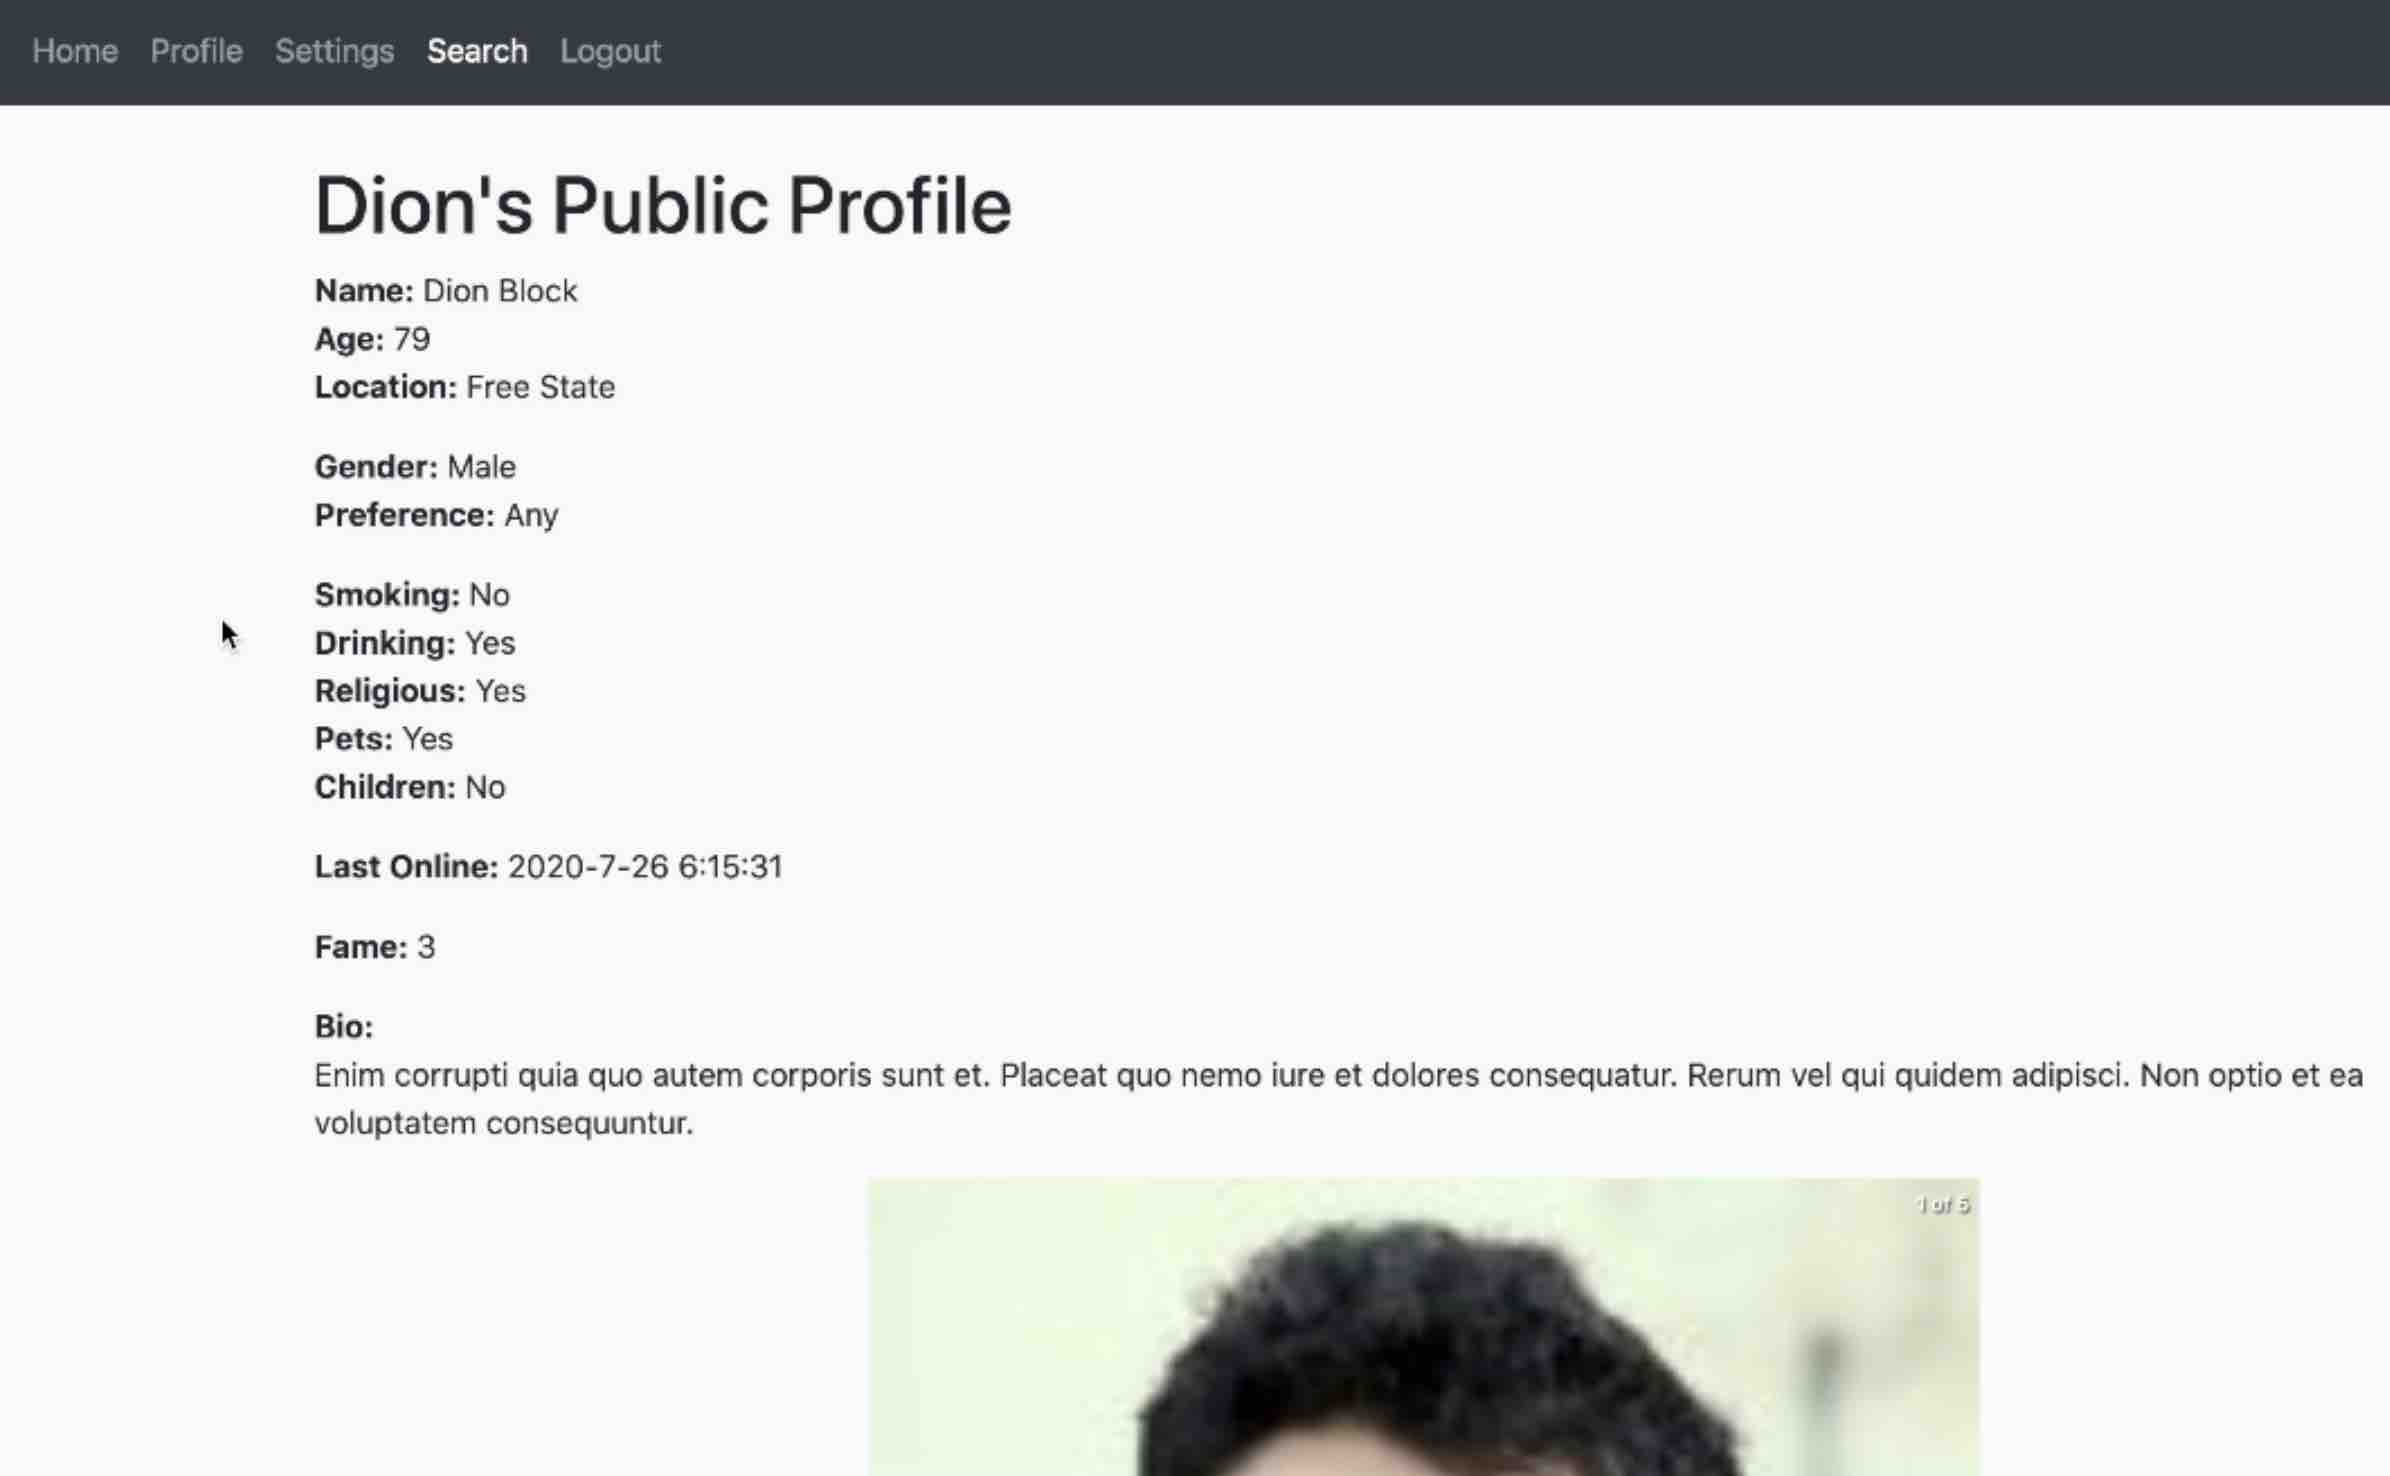 Home Profile Settings Search Logout
Dion's Public Profile
Name: Dion Block
Age: 79
Location: Free State
Gender: Male
Preference: Any
Smoking: No
Drinking: Yes
Religious: Yes
Pets: Yes
Children: No
Last Online: 2020-7-26 6:15:31
Fame: 3
Bio:
Enim corrupti quia quo autem corporis sunt et. Placeat quo nemo iure et dolores consequatur. Rerum vel qui quidem adipisci. Non optio et ea
voluptatem consequuntur.
1 of 5